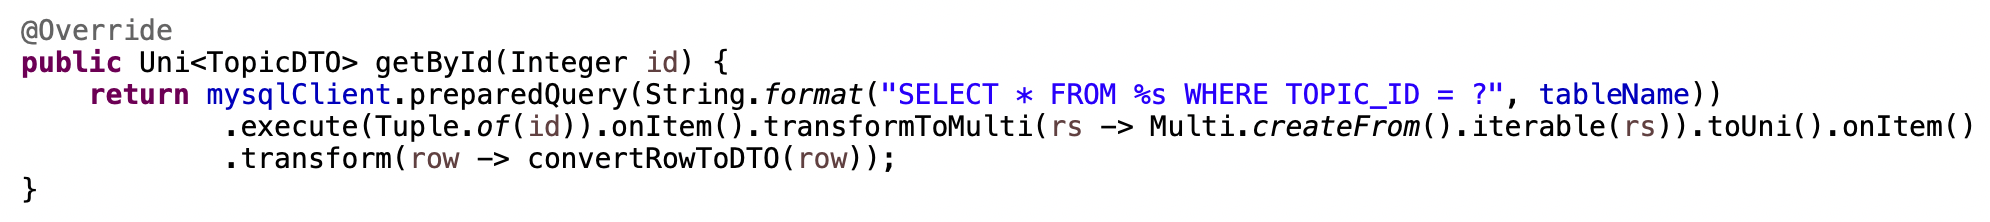 @Override
public Uni<TopicDTO> getById(Integer id) {
    return mysqlClient.preparedQuery(String.format("SELECT * FROM %s WHERE TOPIC_ID = ?", tableName))
            .execute(Tuple.of(id)).onItem().transformToMulti(rs -> Multi.createFrom().iterable(rs)).toUni().onItem()
            .transform(row -> convertRowToDTO(row));
}